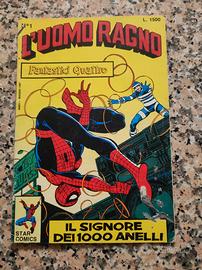 N° 1
L. 1500
L'UOMO RAGNO
Fantastici Quattro
IL SIGNORE
DEI 1000 ANELLI
STAR
COMICS